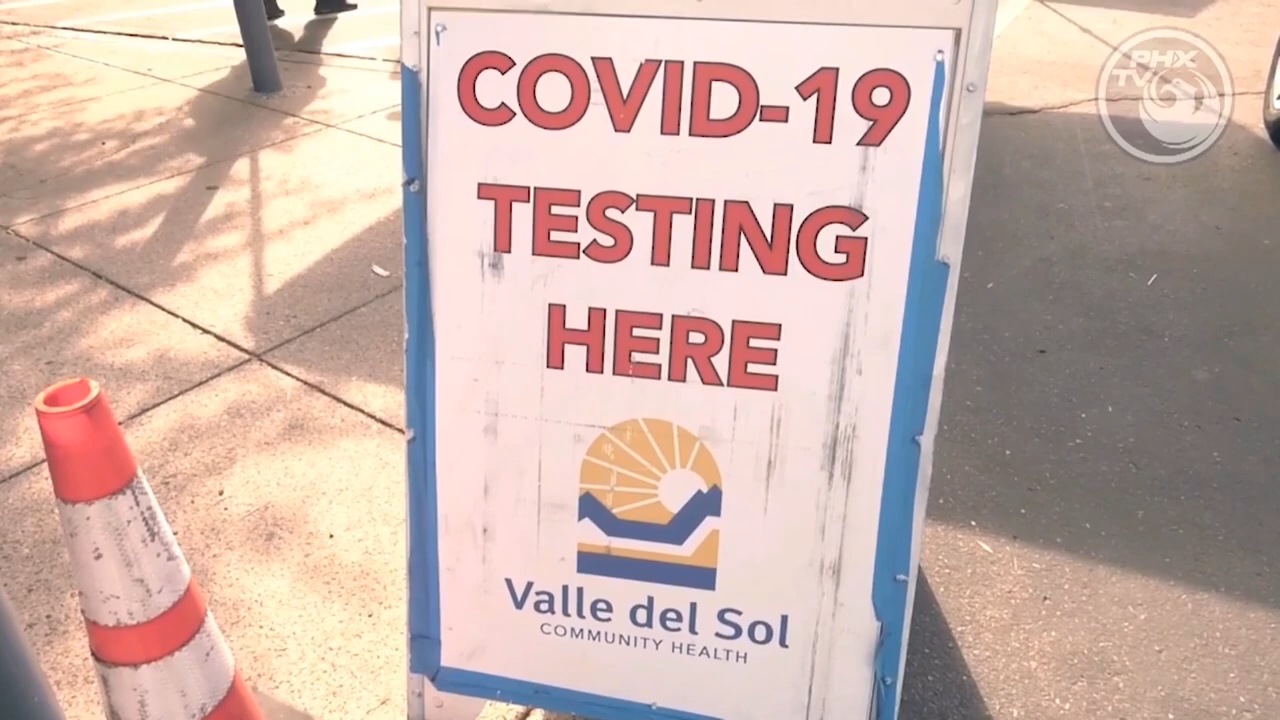 PHX
TV
COVID-19
TESTING
HERE
Valle del Sol
COMMUNITY HEALTH